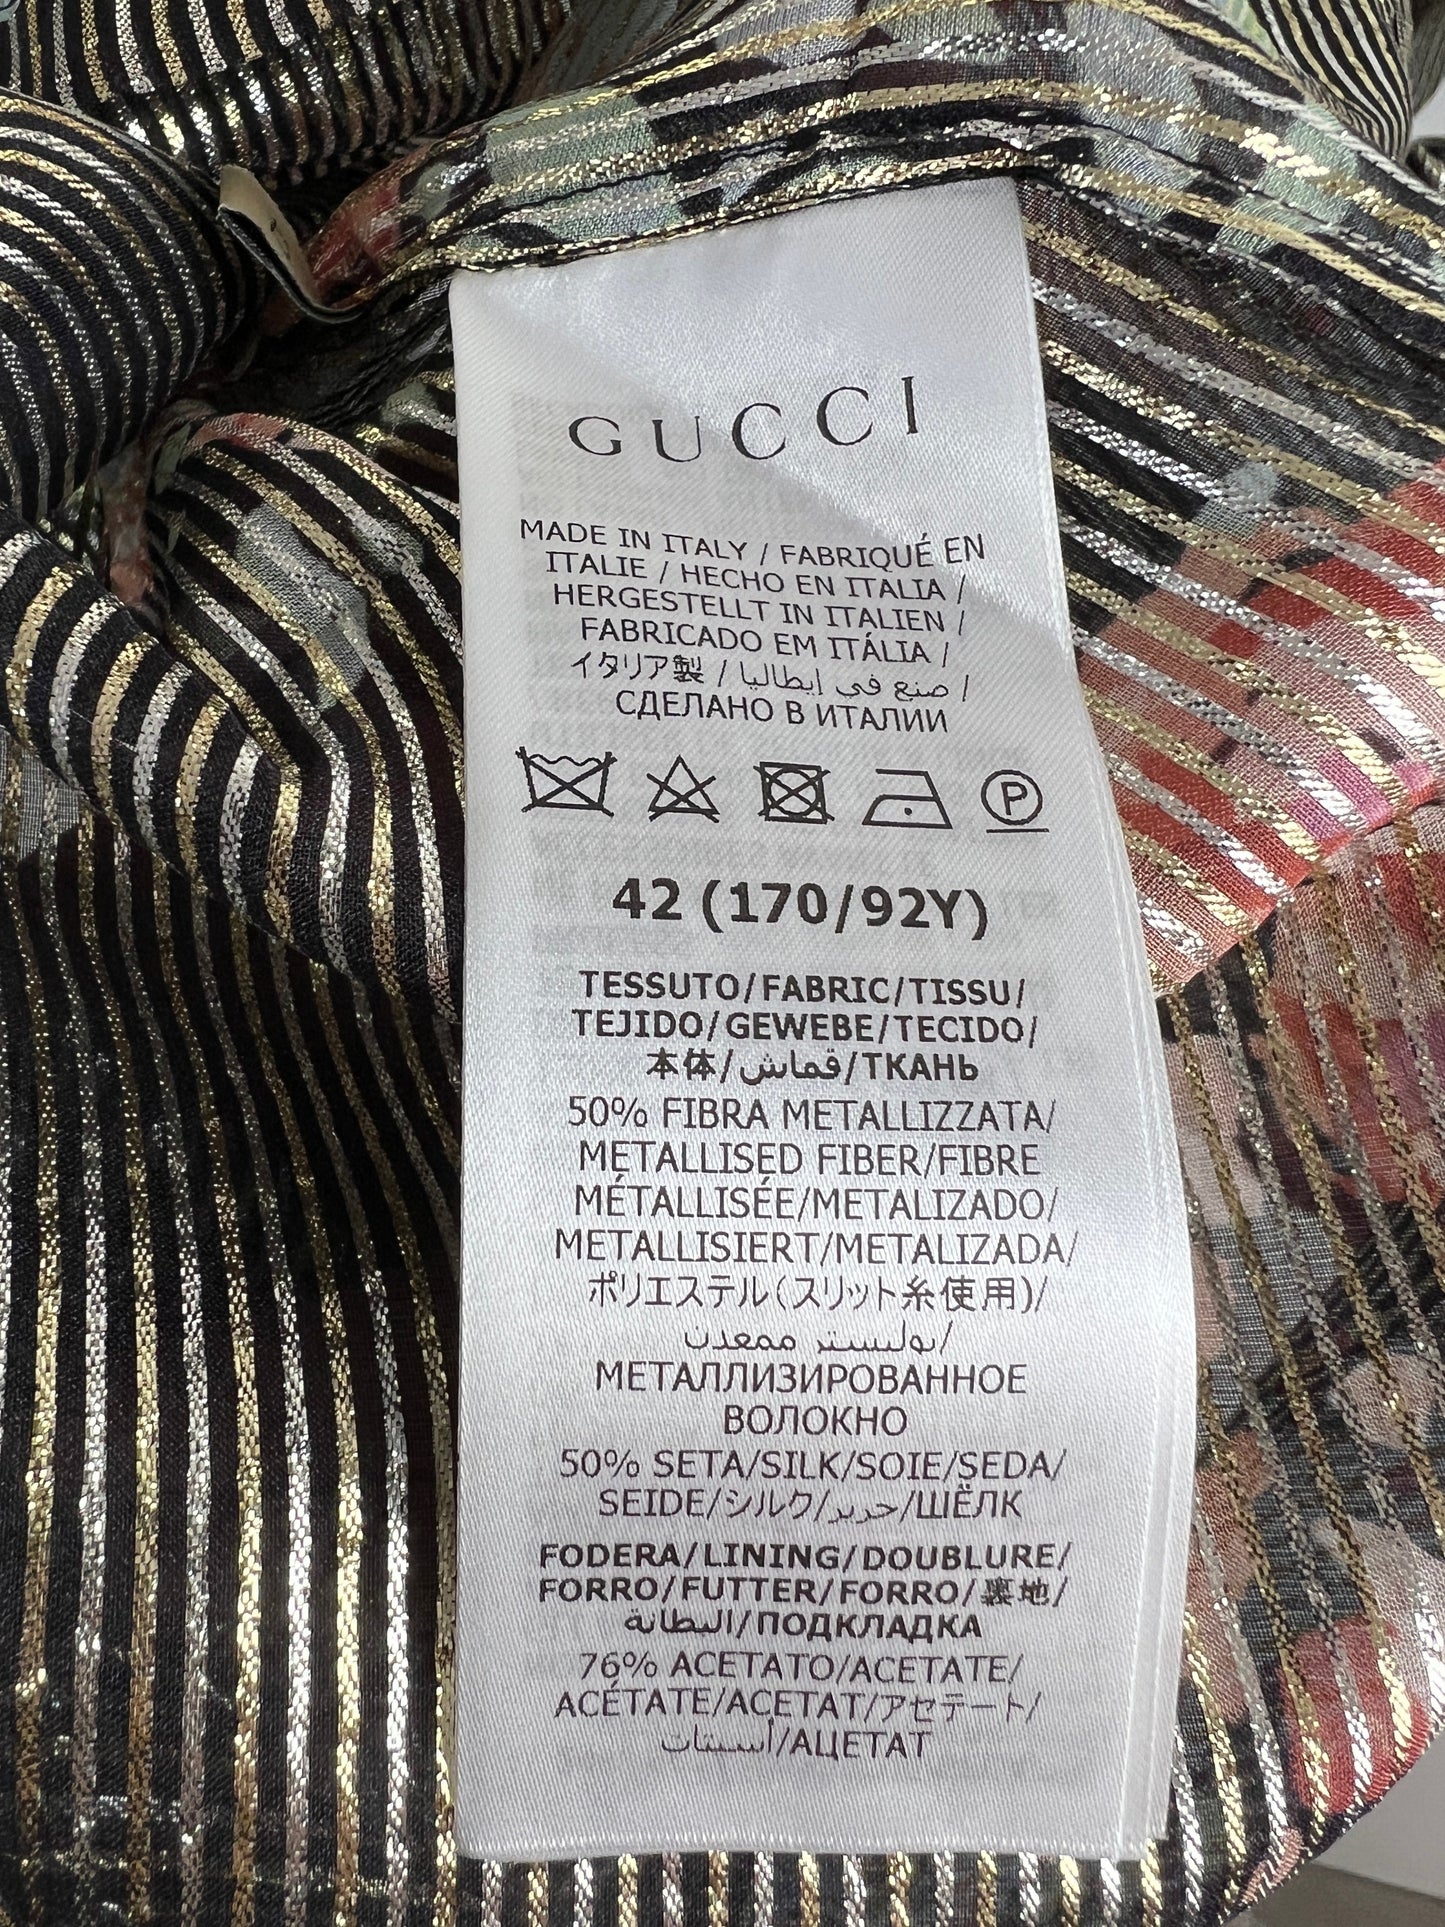 GUCCI
MADE IN ITALY / FABRIQUÉ EN
ITALIE / HECHO EN ITALIA /
HERGESTELLT IN ITALIEN /
FABRICADO EM ITÁLIA /
イタリア製 / صنع في إيطاليا /
СДЕЛАНО В ИТАЛИИ
P
42 (170/92Y)
TESSUTO/FABRIC/TISSU/
TEJIDO/GEWEBE/TECIDO/
本体/قماش/ТКАНЬ
50% FIBRA METALLIZZATA/
METALLISED FIBER/FIBRE
MÉTALLISÉE/METALIZADO/
METALLISIERT/METALIZADA/
ポリエステル(スリット糸使用)/
بوليستر ممعدن/
МЕТАЛЛИЗИРОВАННОЕ
ВОЛОКНО
50% SETA/SILK/SOIE/SEDA/
SEIDE/シルク/حرير/ШЁЛК
FODERA/LINING/DOUBLURE/
FORRO/FUTTER/FORRO/裏地/
البطانة/ПОДКЛАДКА
76% ACETATO/ACETATE/
ACÉTATE/ACETAT/アセテート/
أستات/АЦЕТАТ